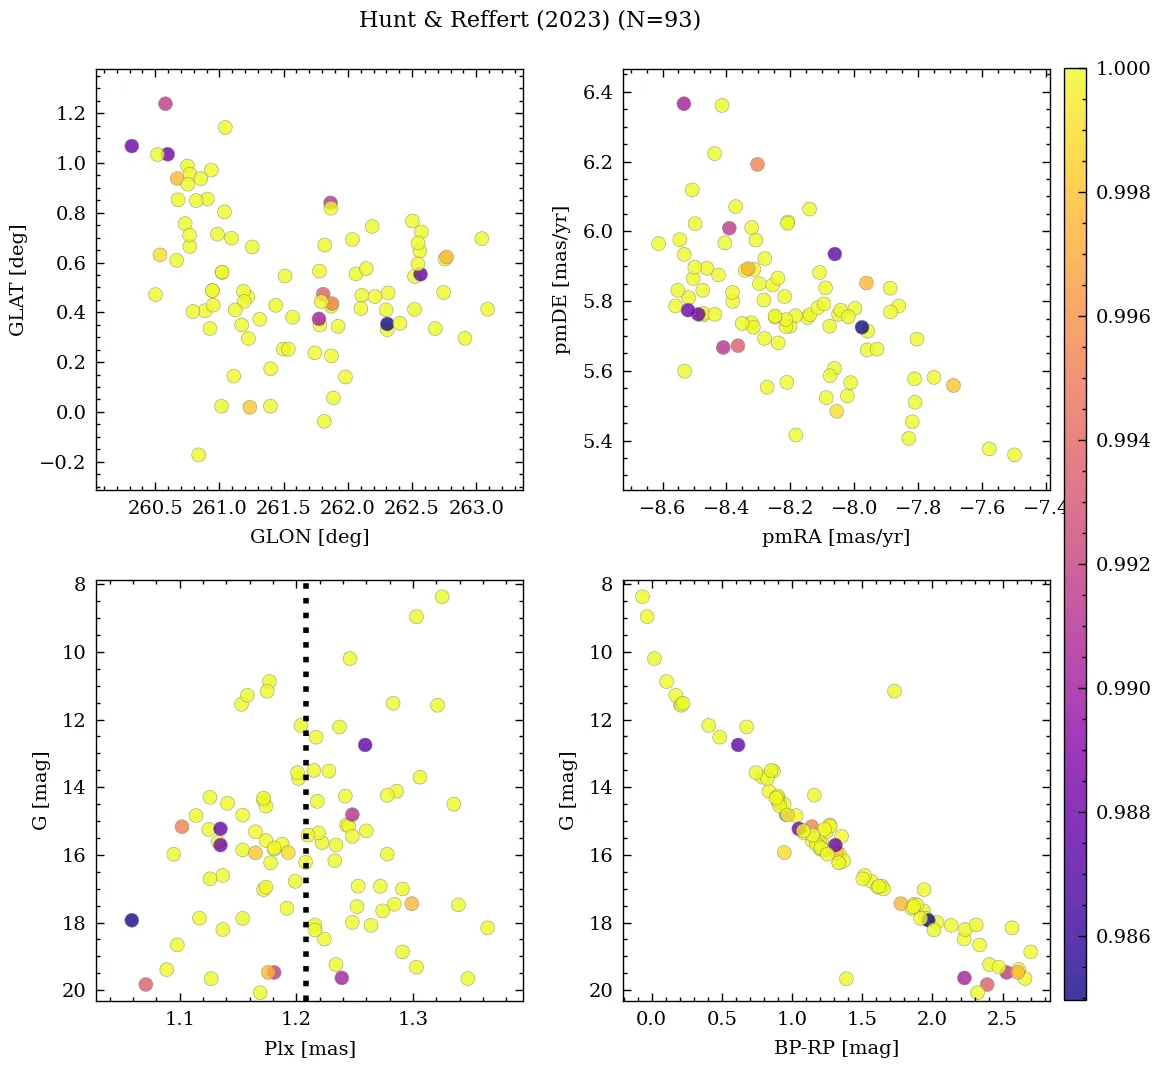 Hunt & Reffert (2023) (N=93)
1.2
1.0
0.8
0.6
0.4
0.2
0.0
−0.2
GLAT [deg]
260.5 261.0 261.5 262.0 262.5 263.0
GLON [deg]
6.4
6.2
6.0
5.8
5.6
5.4
pmDE [mas/yr]
−8.6 −8.4 −8.2 −8.0 −7.8 −7.6 −7.4
pmRA [mas/yr]
8
10
12
14
16
18
20
G [mag]
1.1 1.2 1.3
Plx [mas]
8
10
12
14
16
18
20
G [mag]
0.0 0.5 1.0 1.5 2.0 2.5
BP-RP [mag]
1.000
0.998
0.996
0.994
0.992
0.990
0.988
0.986